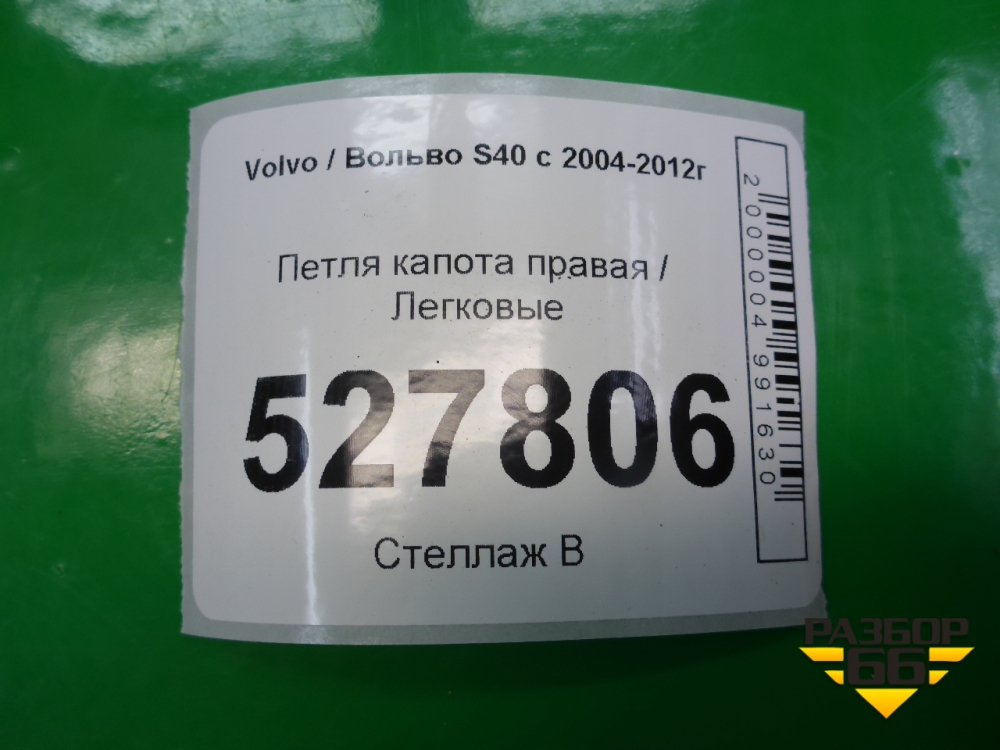 Volvo / Вольво S40 с 2004-2012г
Петля капота правая /
Легковые
527806
Стеллаж В
2000004991630
РАЗБОР
66